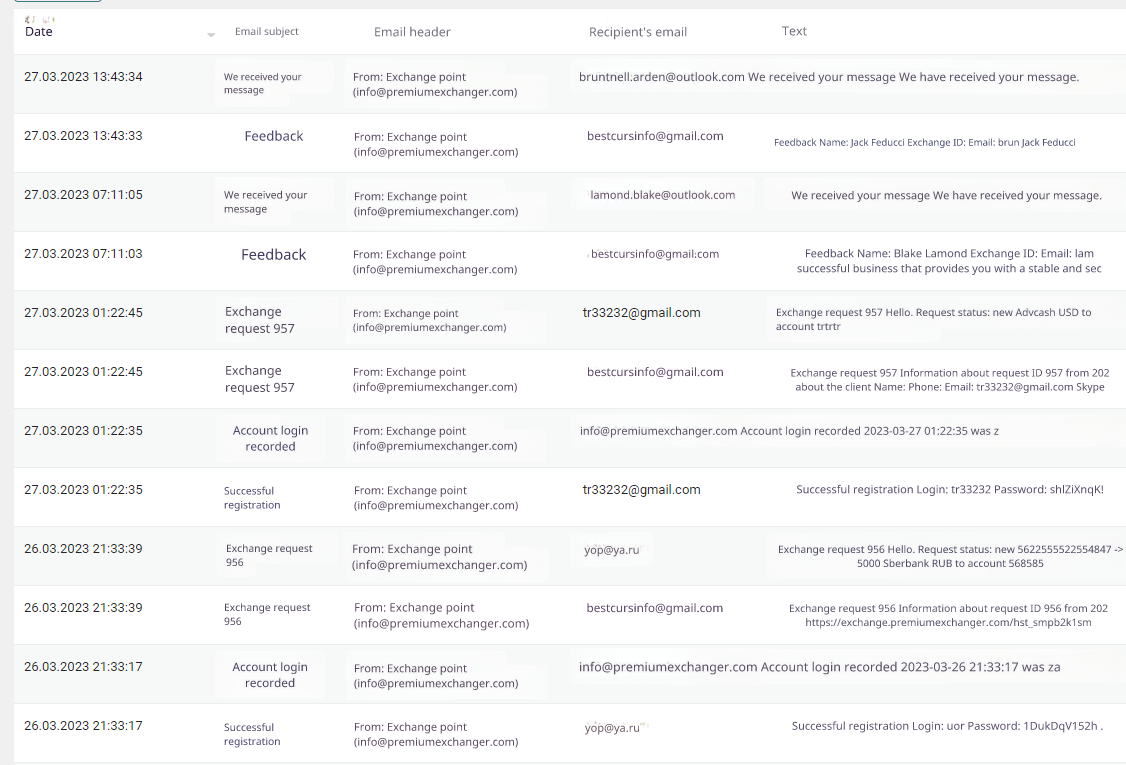 Date Email subject Email header Recipient's email Text
27.03.2023 13:43:34
We received your
message
From: Exchange point
(info@premiumexchanger.com)
bruntnell.arden@outlook.com We received your message We have received your message.
27.03.2023 13:43:33
Feedback
From: Exchange point
(info@premiumexchanger.com)
bestcursinfo@gmail.com
Feedback Name: Jack Feducci Exchange ID: Email: brun Jack Feducci
27.03.2023 07:11:05
We received your
message
From: Exchange point
(info@premiumexchanger.com)
lamond.blake@outlook.com
We received your message We have received your message.
27.03.2023 07:11:03
Feedback
From: Exchange point
(info@premiumexchanger.com)
bestcursinfo@gmail.com
Feedback Name: Blake Lamond Exchange ID: Email: lam
successful business that provides you with a stable and sec
27.03.2023 01:22:45
Exchange
request 957
From: Exchange point
(info@premiumexchanger.com)
tr33232@gmail.com
Exchange request 957 Hello. Request status: new Advcash USD to
account trtrtr
27.03.2023 01:22:45
Exchange
request 957
From: Exchange point
(info@premiumexchanger.com)
bestcursinfo@gmail.com
Exchange request 957 Information about request ID 957 from 202
about the client Name: Phone: Email: tr33232@gmail.com Skype
27.03.2023 01:22:35
Account login
recorded
From: Exchange point
(info@premiumexchanger.com)
info@premiumexchanger.com Account login recorded 2023-03-27 01:22:35 was z
27.03.2023 01:22:35
Successful
registration
From: Exchange point
(info@premiumexchanger.com)
tr33232@gmail.com
Successful registration Login: tr33232 Password: shlZiXnqK!
26.03.2023 21:33:39
Exchange request
956
From: Exchange point
(info@premiumexchanger.com)
yop@ya.ru
Exchange request 956 Hello. Request status: new 5622555522554847 ->
5000 Sberbank RUB to account 568585
26.03.2023 21:33:39
Exchange request
956
From: Exchange point
(info@premiumexchanger.com)
bestcursinfo@gmail.com
Exchange request 956 Information about request ID 956 from 202
https://exchange.premiumexchanger.com/hst_smpb2k1sm
26.03.2023 21:33:17
Account login
recorded
From: Exchange point
(info@premiumexchanger.com)
info@premiumexchanger.com Account login recorded 2023-03-26 21:33:17 was za
26.03.2023 21:33:17
Successful
registration
From: Exchange point
(info@premiumexchanger.com)
yop@ya.ru
Successful registration Login: uor Password: 1DukDqV152h .